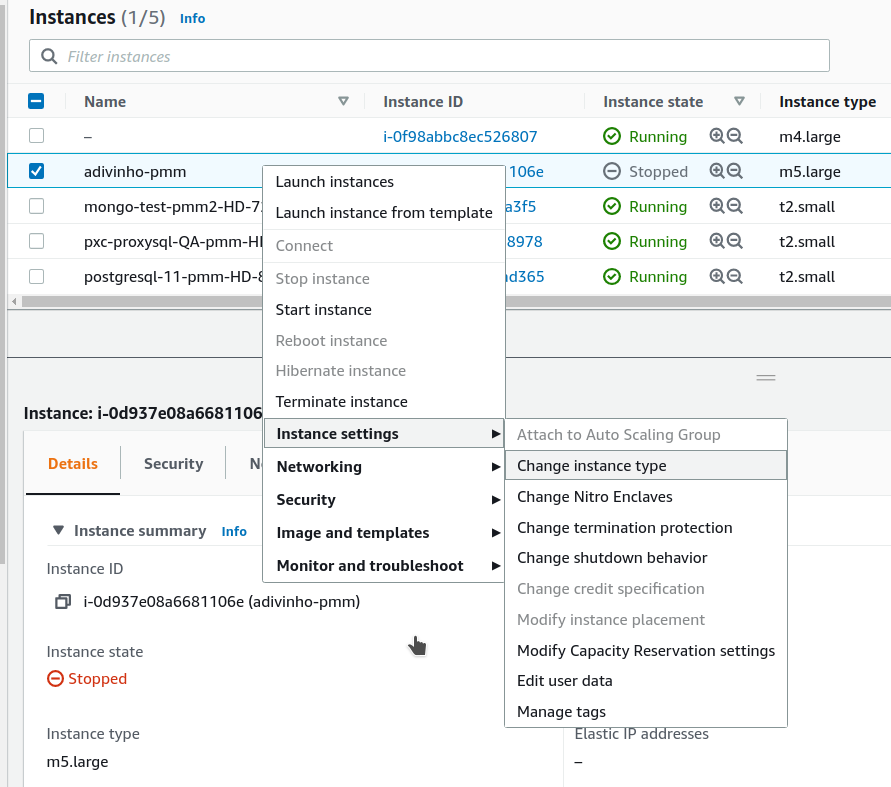 Instances (1/5) Info
Filter instances
Name Instance ID Instance state Instance type
– i-0f98abbc8ec526807 Running m4.large
adivinho-pmm 106e Stopped m5.large
mongo-test-pmm2-HD-7 a3f5 Running t2.small
pxc-proxysql-QA-pmm-H 8978 Running t2.small
postgresql-11-pmm-HD-8 ad365 Running t2.small
Launch instances
Launch instance from template
Connect
Stop instance
Start instance
Reboot instance
Hibernate instance
Terminate instance
Instance settings
Networking
Security
Image and templates
Monitor and troubleshoot
Attach to Auto Scaling Group
Change instance type
Change Nitro Enclaves
Change termination protection
Change shutdown behavior
Change credit specification
Modify instance placement
Modify Capacity Reservation settings
Edit user data
Manage tags
Instance: i-0d937e08a6681106
Details Security N
Instance summary Info
Instance ID
i-0d937e08a6681106e (adivinho-pmm)
Instance state
Stopped
Instance type Elastic IP addresses
m5.large –